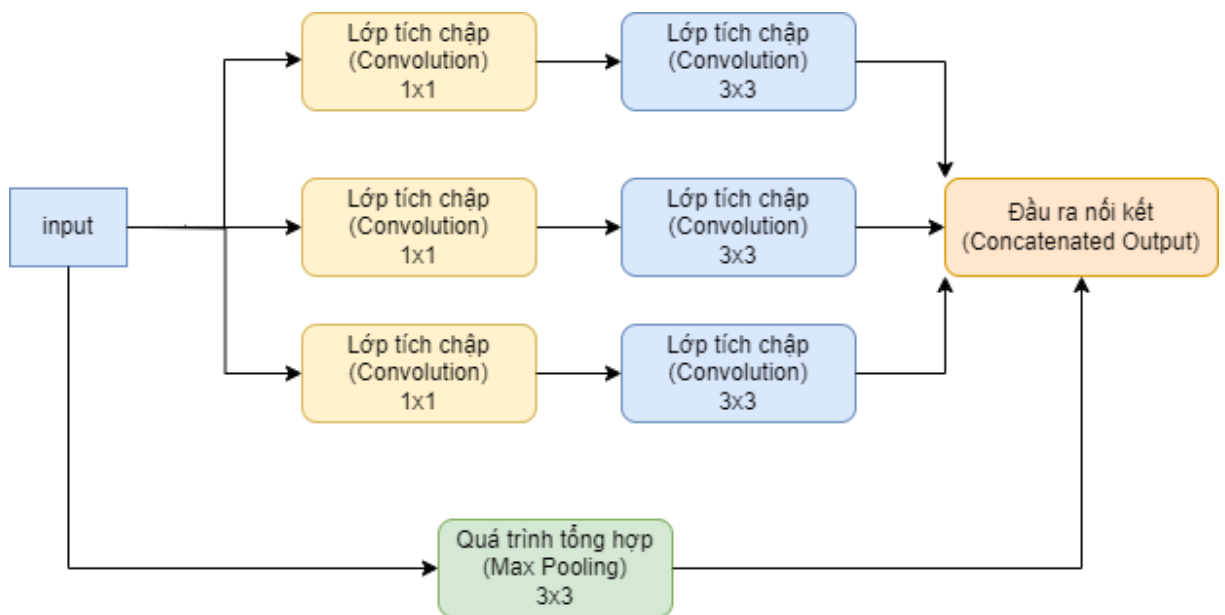 Lớp tích chập
(Convolution)
1x1
Lớp tích chập
(Convolution)
3x3
input
Lớp tích chập
(Convolution)
1x1
Lớp tích chập
(Convolution)
3x3
Đầu ra nối kết
(Concatenated Output)
Lớp tích chập
(Convolution)
1x1
Lớp tích chập
(Convolution)
3x3
Quá trình tổng hợp
(Max Pooling)
3x3